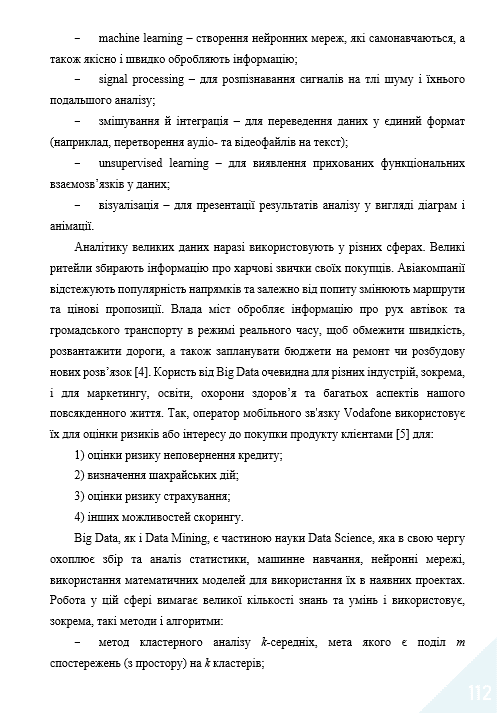 – machine learning – створення нейронних мереж, які самонавчаються, а
також якісно і швидко обробляють інформацію;
– signal processing – для розпізнавання сигналів на тлі шуму і їхнього
подальшого аналізу;
– змішування й інтеграція – для переведення даних у єдиний формат
(наприклад, перетворення аудіо- та відеофайлів на текст);
– unsupervised learning – для виявлення прихованих функціональних
взаємозв’язків у даних;
– візуалізація – для презентації результатів аналізу у вигляді діаграм і
анімації.
Аналітику великих даних наразі використовують у різних сферах. Великі
ритейли збирають інформацію про харчові звички своїх покупців. Авіакомпанії
відстежують популярність напрямків та залежно від попиту змінюють маршрути
та цінові пропозиції. Влада міст обробляє інформацію про рух автівок та
громадського транспорту в режимі реального часу, щоб обмежити швидкість,
розвантажити дороги, а також запланувати бюджети на ремонт чи розбудову
нових розв’язок [4]. Користь від Big Data очевидна для різних індустрій, зокрема,
і для маркетингу, освіти, охорони здоров’я та багатьох аспектів нашого
повсякденного життя. Так, оператор мобільного зв'язку Vodafone використовує
їх для оцінки ризиків або інтересу до покупки продукту клієнтами [5] для:
1) оцінки ризику неповернення кредиту;
2) визначення шахрайських дій;
3) оцінки ризику страхування;
4) інших можливостей скорингу.
Big Data, як і Data Mining, є частиною науки Data Science, яка в свою чергу
охоплює збір та аналіз статистики, машинне навчання, нейронні мережі,
використання математичних моделей для використання їх в наявних проектах.
Робота у цій сфері вимагає великої кількості знань та умінь і використовує,
зокрема, такі методи і алгоритми:
– метод кластерного аналізу k-середніх, мета якого є поділ m
спостережень (з простору) на k кластерів;
112